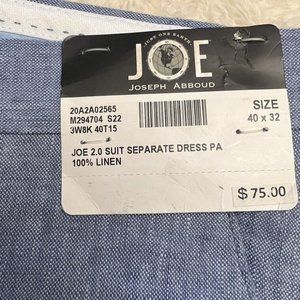 JUST ONE EARTH
JOE
JOSEPH ABBOUD
20A2A02565
M294704 S22
3W8K 40T15
SIZE
40 x 32
JOE 2.0 SUIT SEPARATE DRESS PA
100% LINEN
$75.00